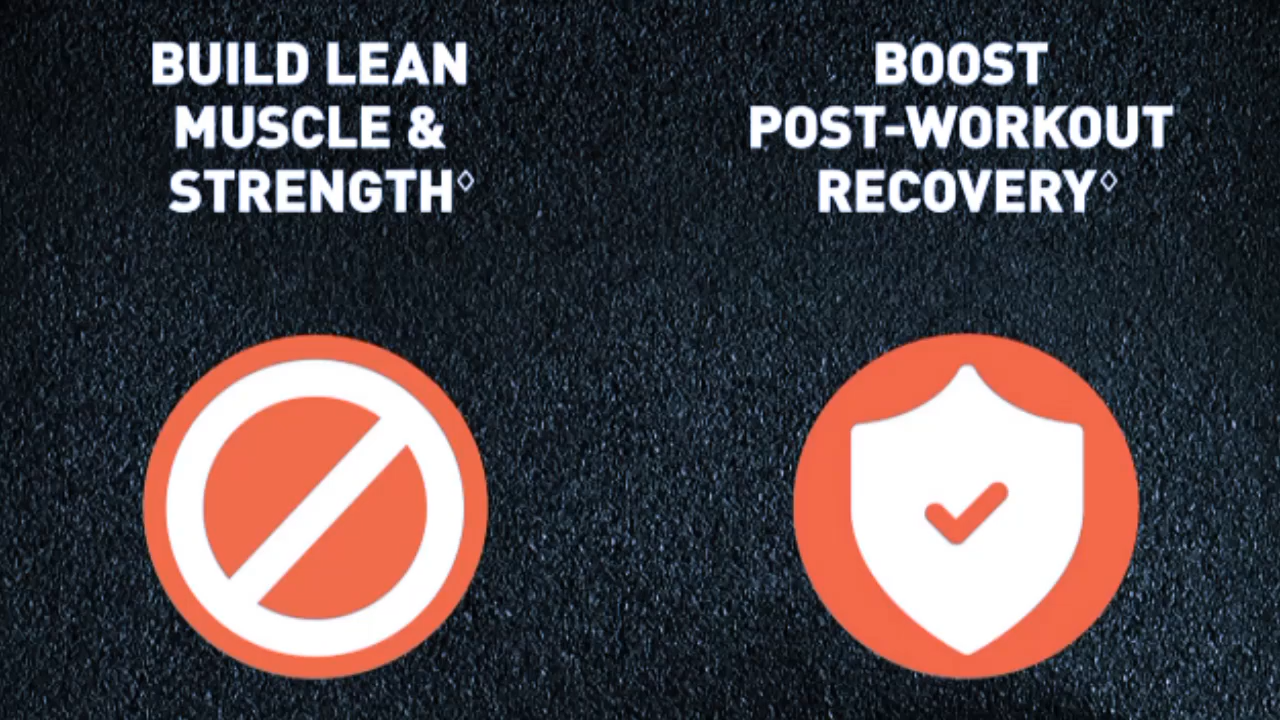 BUILD LEAN
MUSCLE &
STRENGTH◊
BOOST
POST-WORKOUT
RECOVERY◊